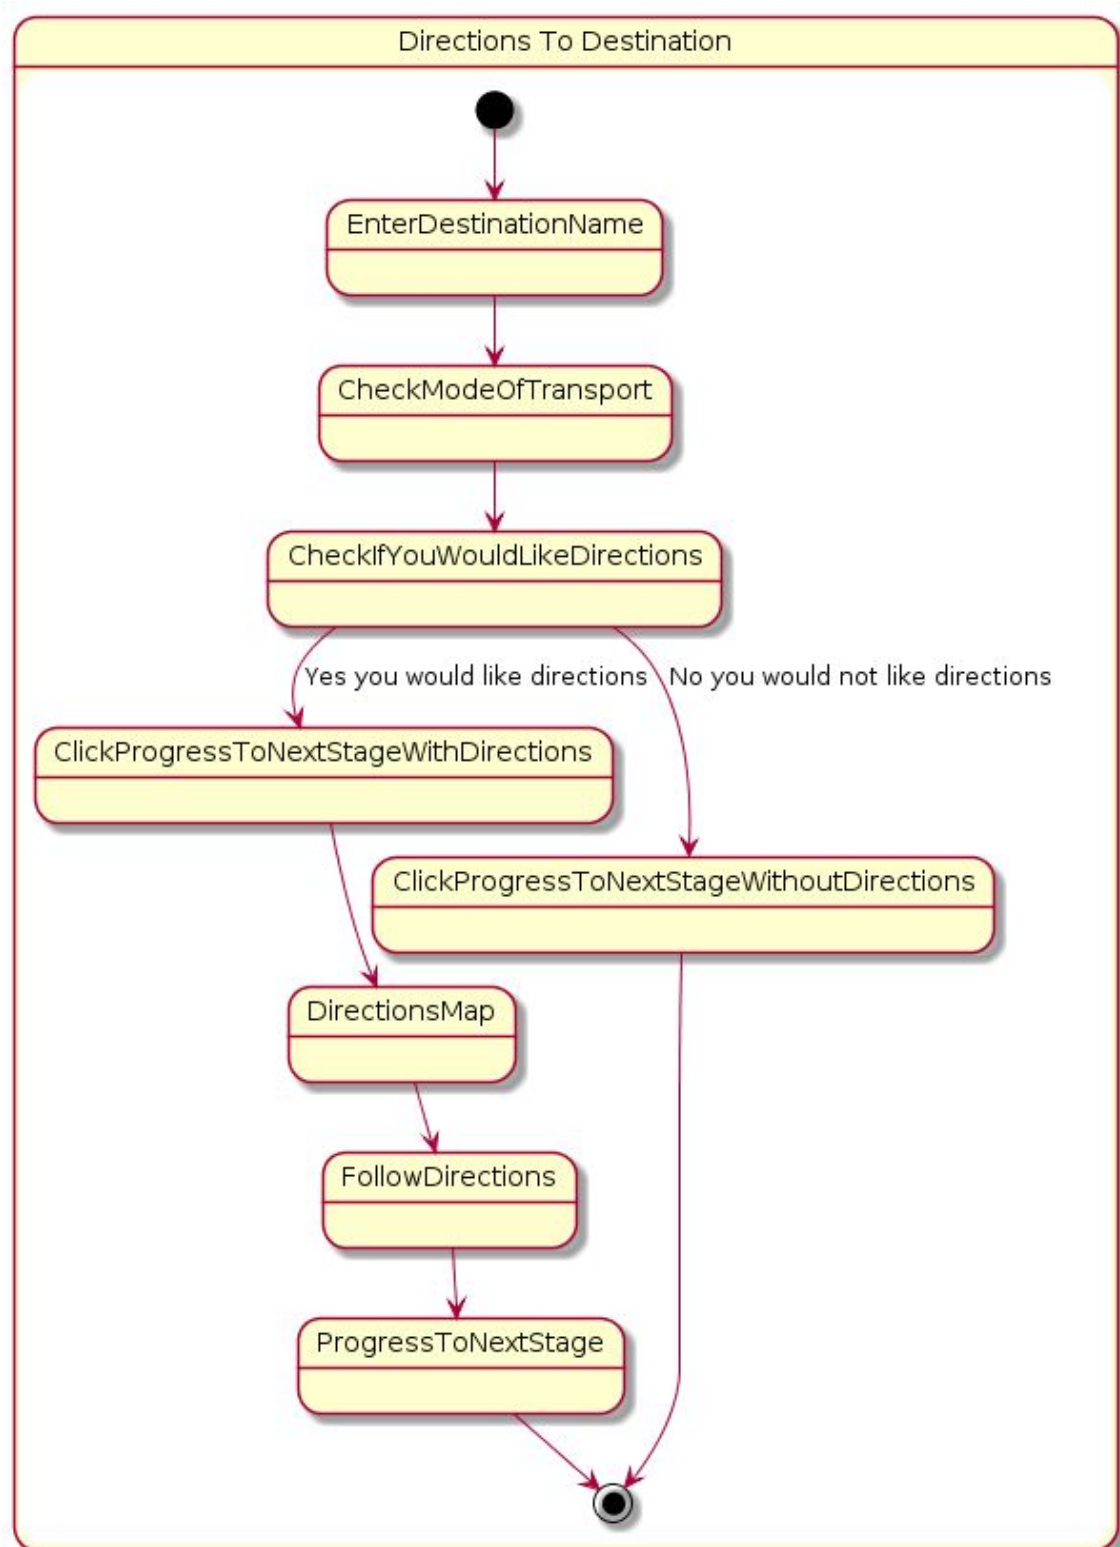 Directions To Destination
EnterDestinationName
CheckModeOfTransport
CheckIfYouWouldLikeDirections
Yes you would like directions
No you would not like directions
ClickProgressToNextStageWithDirections
ClickProgressToNextStageWithoutDirections
DirectionsMap
FollowDirections
ProgressToNextStage